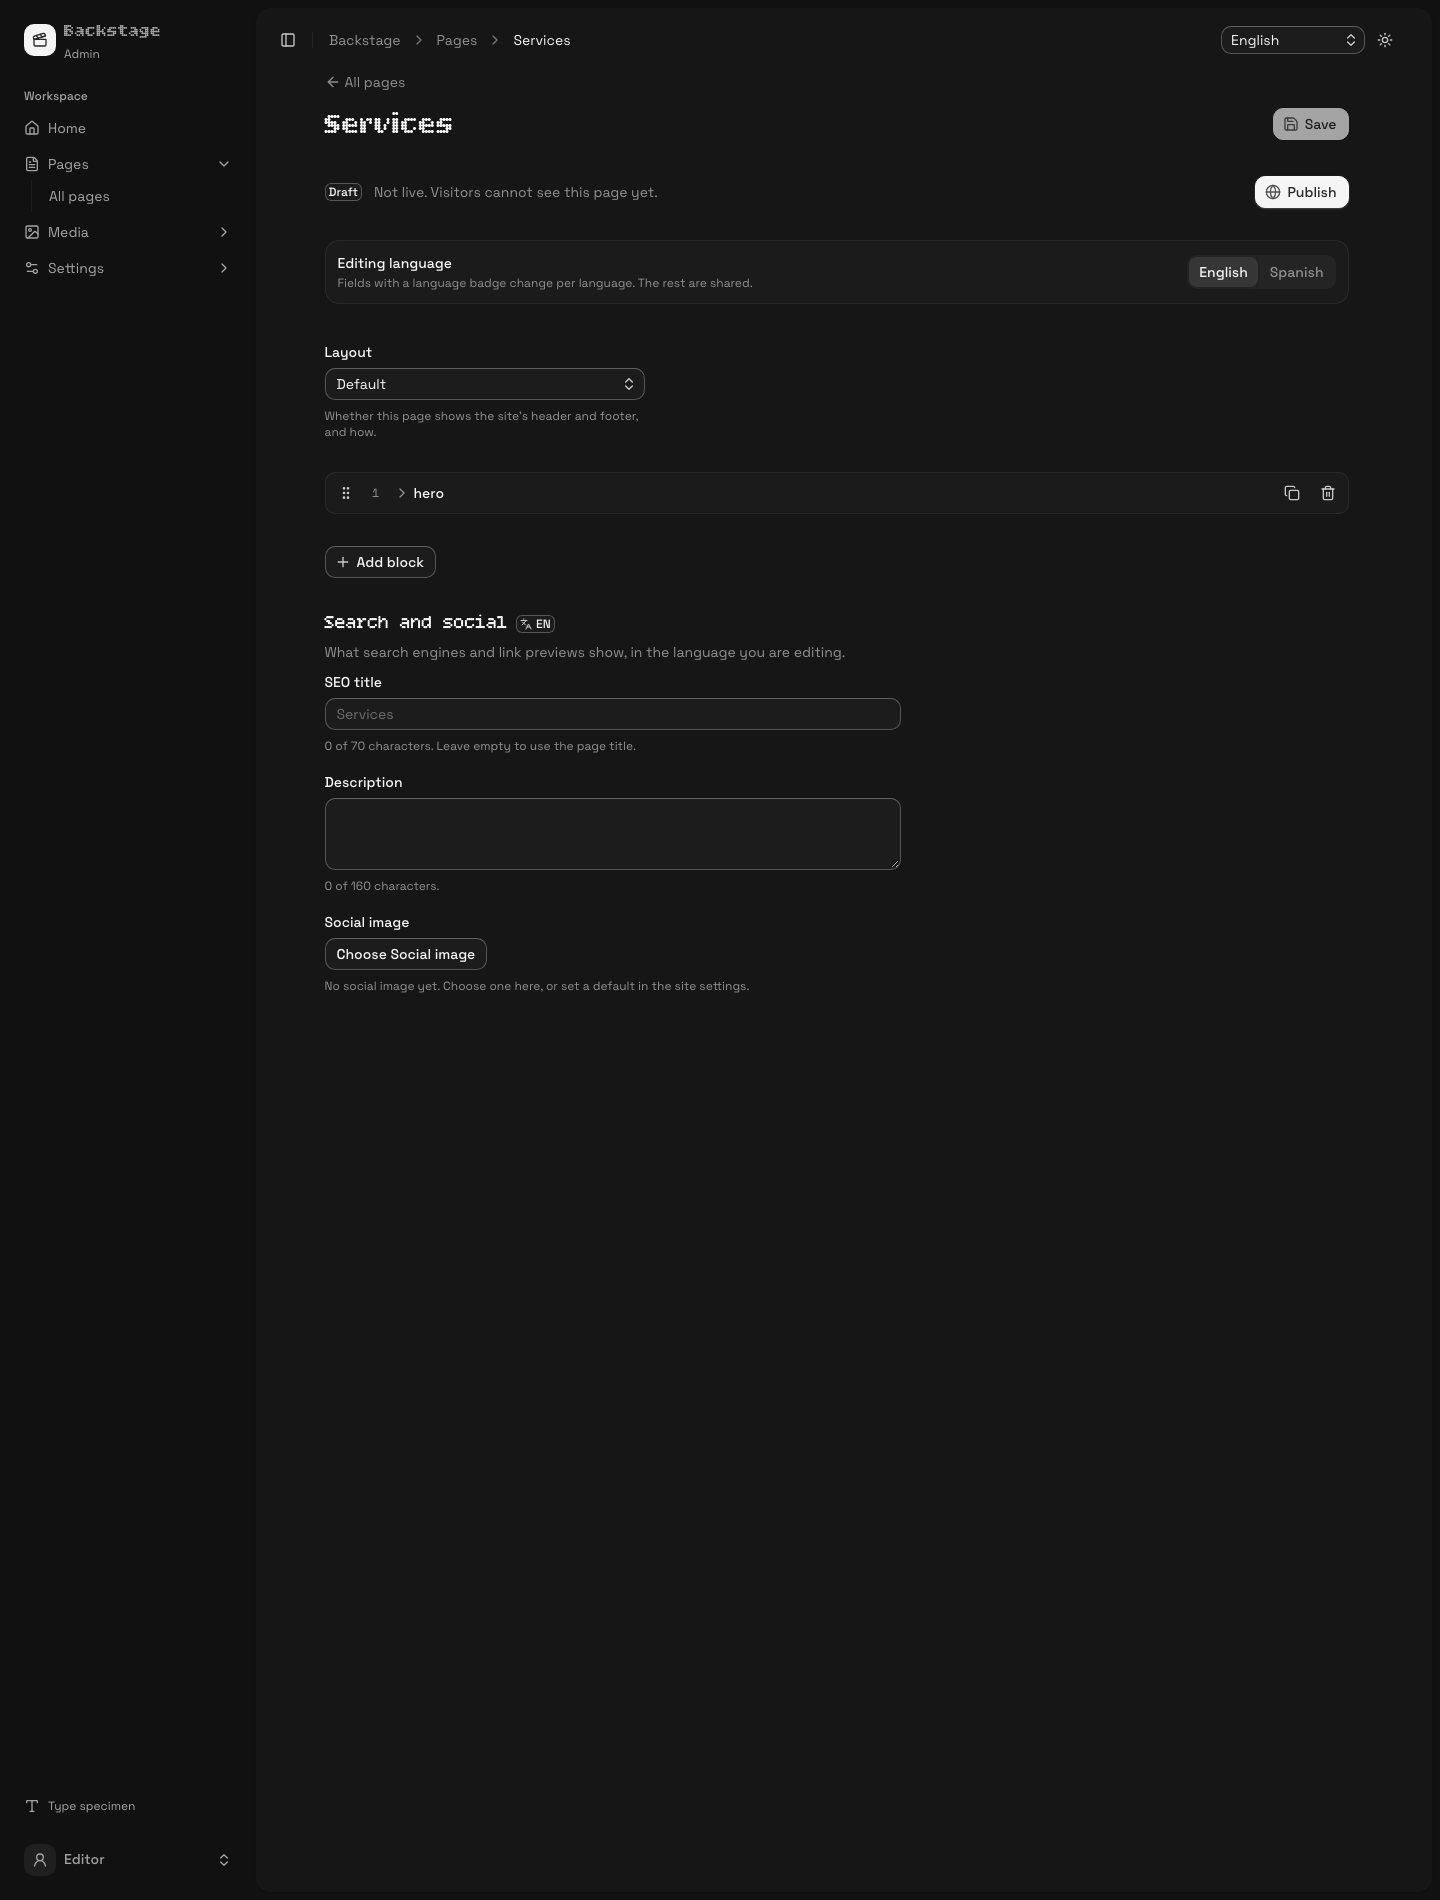 Backstage
Admin
Workspace
Home
Pages
All pages
Media
Settings
Type specimen
Editor
Backstage
Pages
Services
English
All pages
Services
Save
Draft
Not live. Visitors cannot see this page yet.
Publish
Editing language
Fields with a language badge change per language. The rest are shared.
English
Spanish
Layout
Default
Whether this page shows the site's header and footer,
and how.
1
hero
Add block
Search and social
EN
What search engines and link previews show, in the language you are editing.
SEO title
Services
0 of 70 characters. Leave empty to use the page title.
Description
0 of 160 characters.
Social image
Choose Social image
No social image yet. Choose one here, or set a default in the site settings.